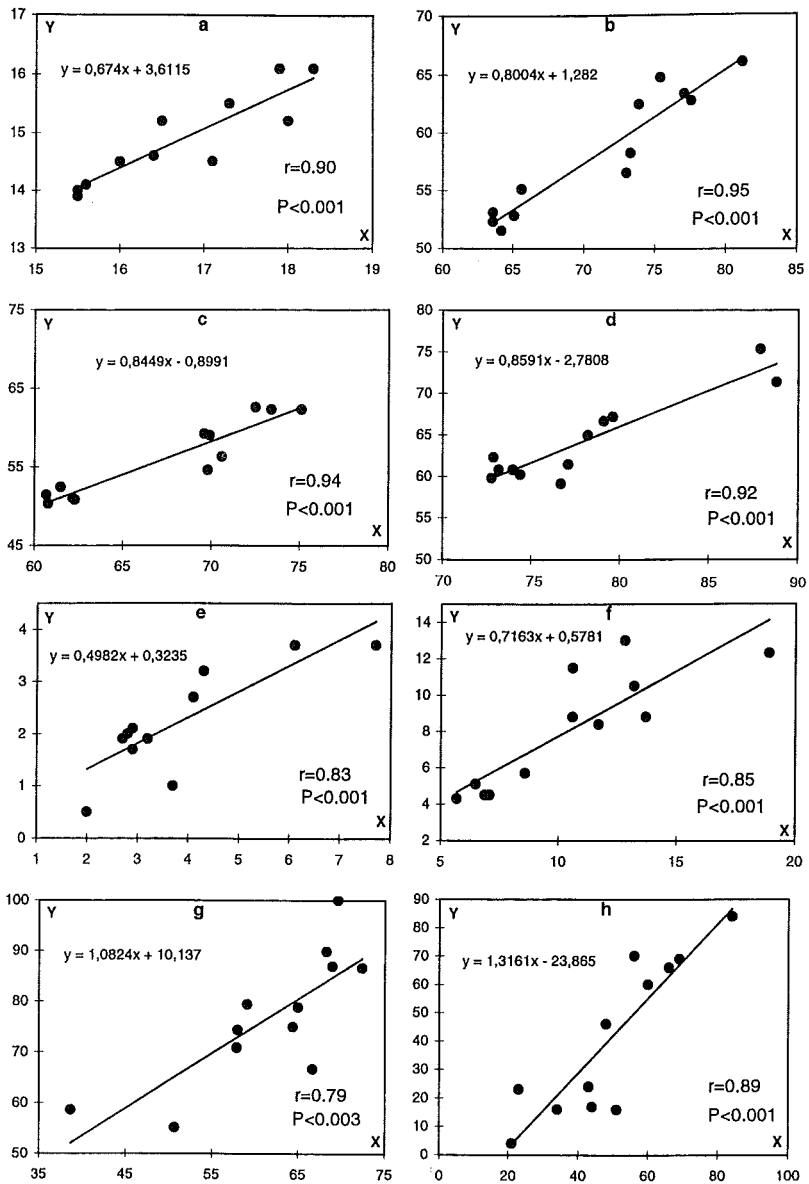 Y a
17
16
15
14
13
y = 0,674x + 3,6115
r=0.90
P<0.001
X
15 16 17 18 19
Y b
70
65
60
55
50
y = 0,8004x + 1,282
r=0.95
P<0.001
X
60 65 70 75 80 85
Y c
75
65
55
45
y = 0,8449x - 0,8991
r=0.94
P<0.001
X
60 65 70 75 80
Y d
80
75
70
65
60
55
50
y = 0,8591x - 2,7808
r=0.92
P<0.001
X
70 75 80 85 90
Y e
4
3
2
1
0
y = 0,4982x + 0,3235
r=0.83
P<0.001
X
1 2 3 4 5 6 7 8
Y f
14
12
10
8
6
4
2
y = 0,7163x + 0,5781
r=0.85
P<0.001
X
5 10 15 20
Y g
100
90
80
70
60
50
y = 1,0824x + 10,137
r=0.79
P<0.003
X
35 45 55 65 75
Y h
90
80
70
60
50
40
30
20
10
0
y = 1,3161x - 23,865
r=0.89
P<0.001
X
0 20 40 60 80 100